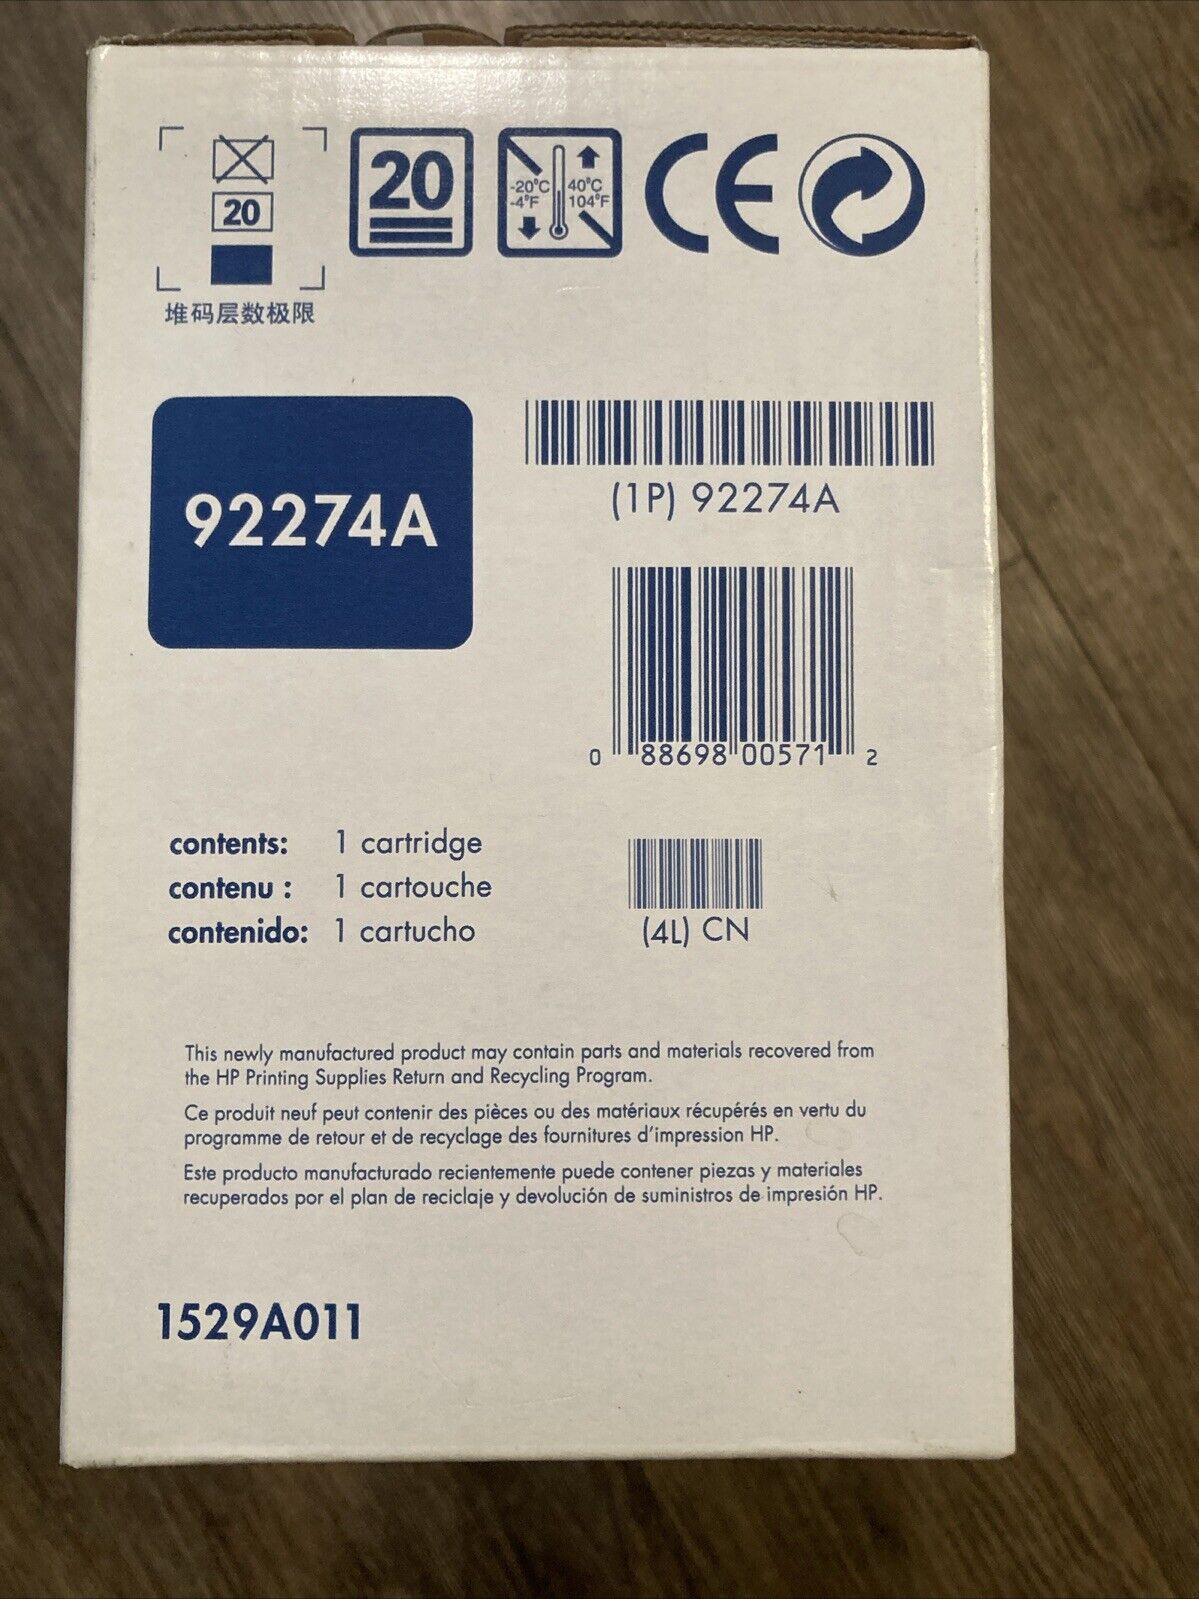 20
堆码层数极限
20
-20°C
-4°F
40°C
104°F
CE
92274A
(1P) 92274A
0 88698 00571 2
contents: 1 cartridge
contenu : 1 cartouche
contenido: 1 cartucho
(4L) CN
This newly manufactured product may contain parts and materials recovered from
the HP Printing Supplies Return and Recycling Program.
Ce produit neuf peut contenir des pièces ou des matériaux récupérés en vertu du
programme de retour et de recyclage des fournitures d'impression HP.
Este producto manufacturado recientemente puede contener piezas y materiales
recuperados por el plan de reciclaje y devolución de suministros de impresión HP.
1529A011